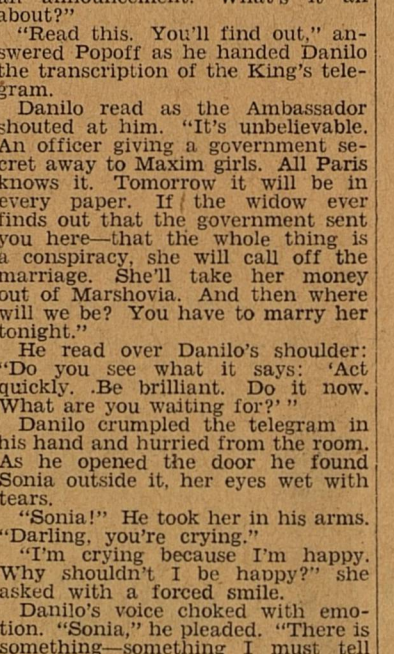 an announcement. What's it all
about?"
"Read this. You'll find out," an-
swered Popoff as he handed Danilo
the transcription of the King's tele-
gram.
Danilo read as the Ambassador
shouted at him. "It's unbelievable.
An officer giving a government se-
cret away to Maxim girls. All Paris
knows it. Tomorrow it will be in
every paper. If the widow ever
finds out that the government sent
you here—that the whole thing is
a conspiracy, she will call off the
marriage. She'll take her money
out of Marshovia. And then where
will we be? You have to marry her
tonight."
He read over Danilo's shoulder:
"Do you see what it says: 'Act
quickly. .Be brilliant. Do it now.
What are you waiting for?' "
Danilo crumpled the telegram in
his hand and hurried from the room.
As he opened the door he found
Sonia outside it, her eyes wet with
tears.
"Sonia!" He took her in his arms.
"Darling, you're crying."
"I'm crying because I'm happy.
Why shouldn't I be happy?" she
asked with a forced smile.
Danilo's voice choked with emo-
tion. "Sonia," he pleaded. "There is
something—something I must tell